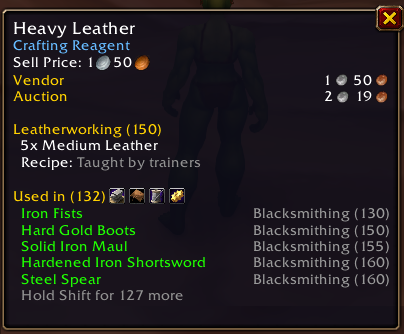 Heavy Leather
Crafting Reagent
Sell Price: 1 50
Vendor 1 50
Auction 2 19
Leatherworking (150)
5x Medium Leather
Recipe: Taught by trainers
Used in (132)
Iron Fists Blacksmithing (130)
Hard Gold Boots Blacksmithing (150)
Solid Iron Maul Blacksmithing (155)
Hardened Iron Shortsword Blacksmithing (160)
Steel Spear Blacksmithing (160)
Hold Shift for 127 more